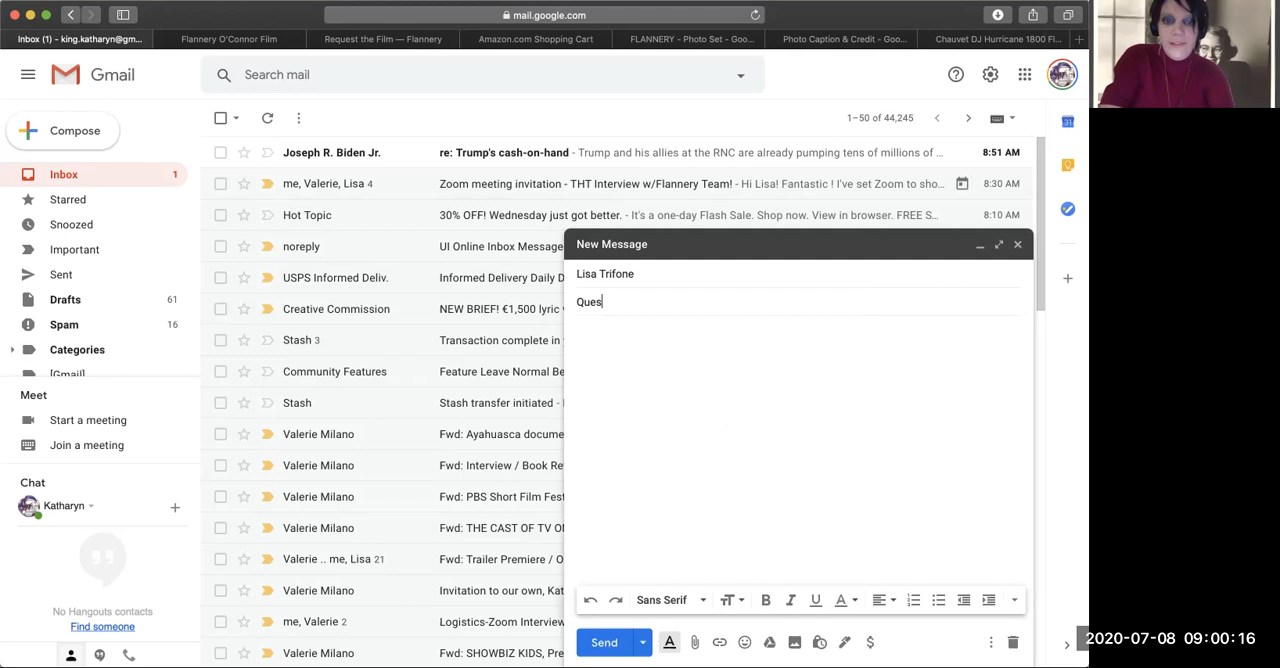 mail.google.com
Inbox (1) - king.katharyn@gm...
Flannery O'Connor Film
Request the Film — Flannery
Amazon.com Shopping Cart
FLANNERY - Photo Set - Goo...
Photo Caption & Credit - Goo...
Chauvet DJ Hurricane 1800 Fl...
Gmail
Search mail
Compose
1–50 of 44,245
Inbox 1
Starred
Snoozed
Important
Sent
Drafts 61
Spam 16
Categories
[Gmail]
Meet
Start a meeting
Join a meeting
Chat
Katharyn
No Hangouts contacts
Find someone
Joseph R. Biden Jr. re: Trump's cash-on-hand - Trump and his allies at the RNC are already pumping tens of millions of ... 8:51 AM
me, Valerie, Lisa 4 Zoom meeting invitation - THT Interview w/Flannery Team! - Hi Lisa! Fantastic ! I've set Zoom to sho... 8:30 AM
Hot Topic 30% OFF! Wednesday just got better. - It's a one-day Flash Sale. Shop now. View in browser. FREE S... 8:10 AM
noreply UI Online Inbox Message
USPS Informed Deliv. Informed Delivery Daily D
Creative Commission NEW BRIEF! €1,500 lyric
Stash 3 Transaction complete in
Community Features Feature Leave Normal Be
Stash Stash transfer initiated -
Valerie Milano Fwd: Ayahuasca docume
Valerie Milano Fwd: Interview / Book Re
Valerie Milano Fwd: PBS Short Film Fest
Valerie Milano Fwd: THE CAST OF TV O
Valerie .. me, Lisa 21 Fwd: Trailer Premiere / O
Valerie Milano Invitation to our own, Kat
me, Valerie 2 Logistics-Zoom Interview
Valerie Milano Fwd: SHOWBIZ KIDS, Pre
New Message
Lisa Trifone
Ques
Sans Serif
Send
31
2020-07-08 09:00:16